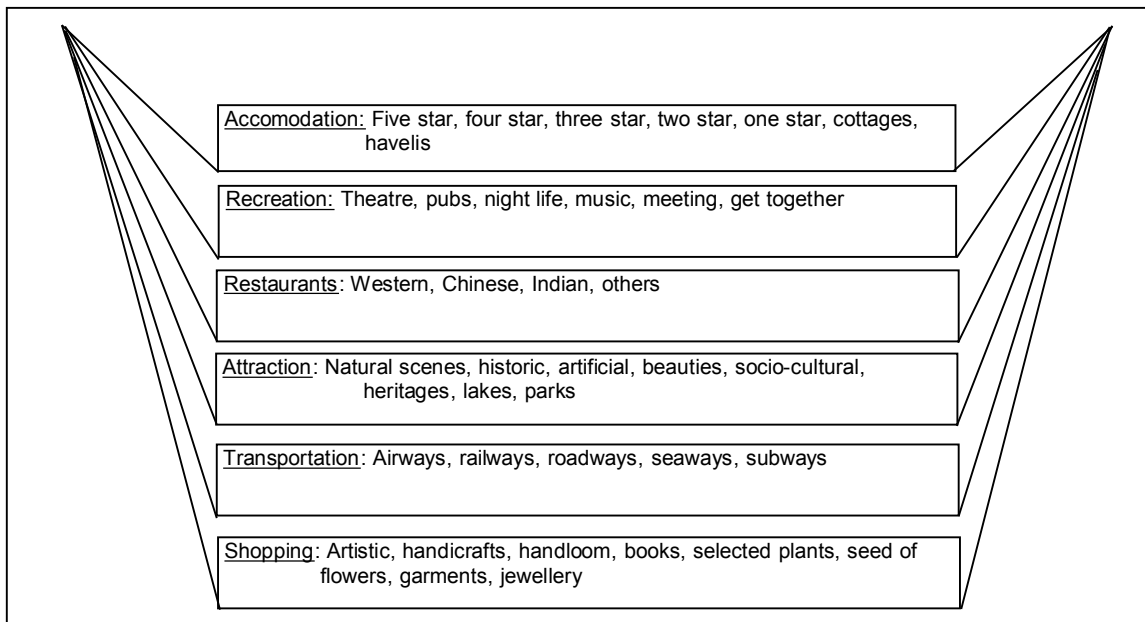 Accomodation: Five star, four star, three star, two star, one star, cottages,
havelis
Recreation: Theatre, pubs, night life, music, meeting, get together
Restaurants: Western, Chinese, Indian, others
Attraction: Natural scenes, historic, artificial, beauties, socio-cultural,
heritages, lakes, parks
Transportation: Airways, railways, roadways, seaways, subways
Shopping: Artistic, handicrafts, handloom, books, selected plants, seed of
flowers, garments, jewellery